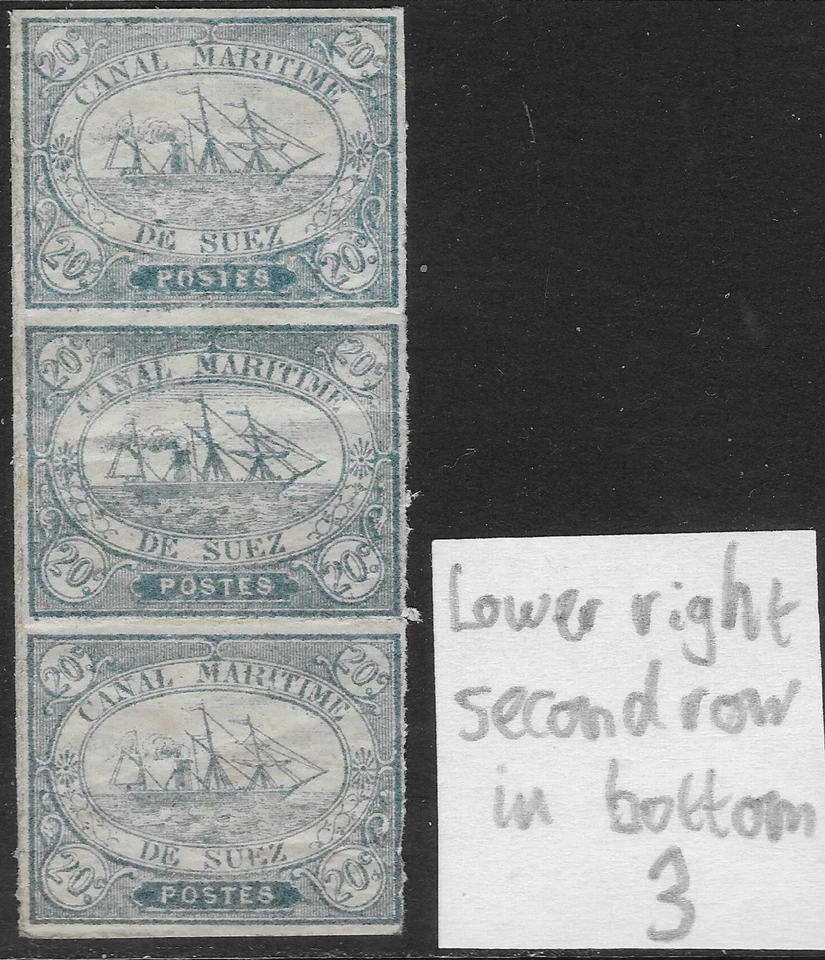 20c 20c
CANAL MARITIME
DE SUEZ
20c 20c
POSTES
20c 20c
CANAL MARITIME
DE SUEZ
20c 20c
POSTES
20c 20c
CANAL MARITIME
DE SUEZ
20c 20c
POSTES
Lower right
second row
in bottom
3